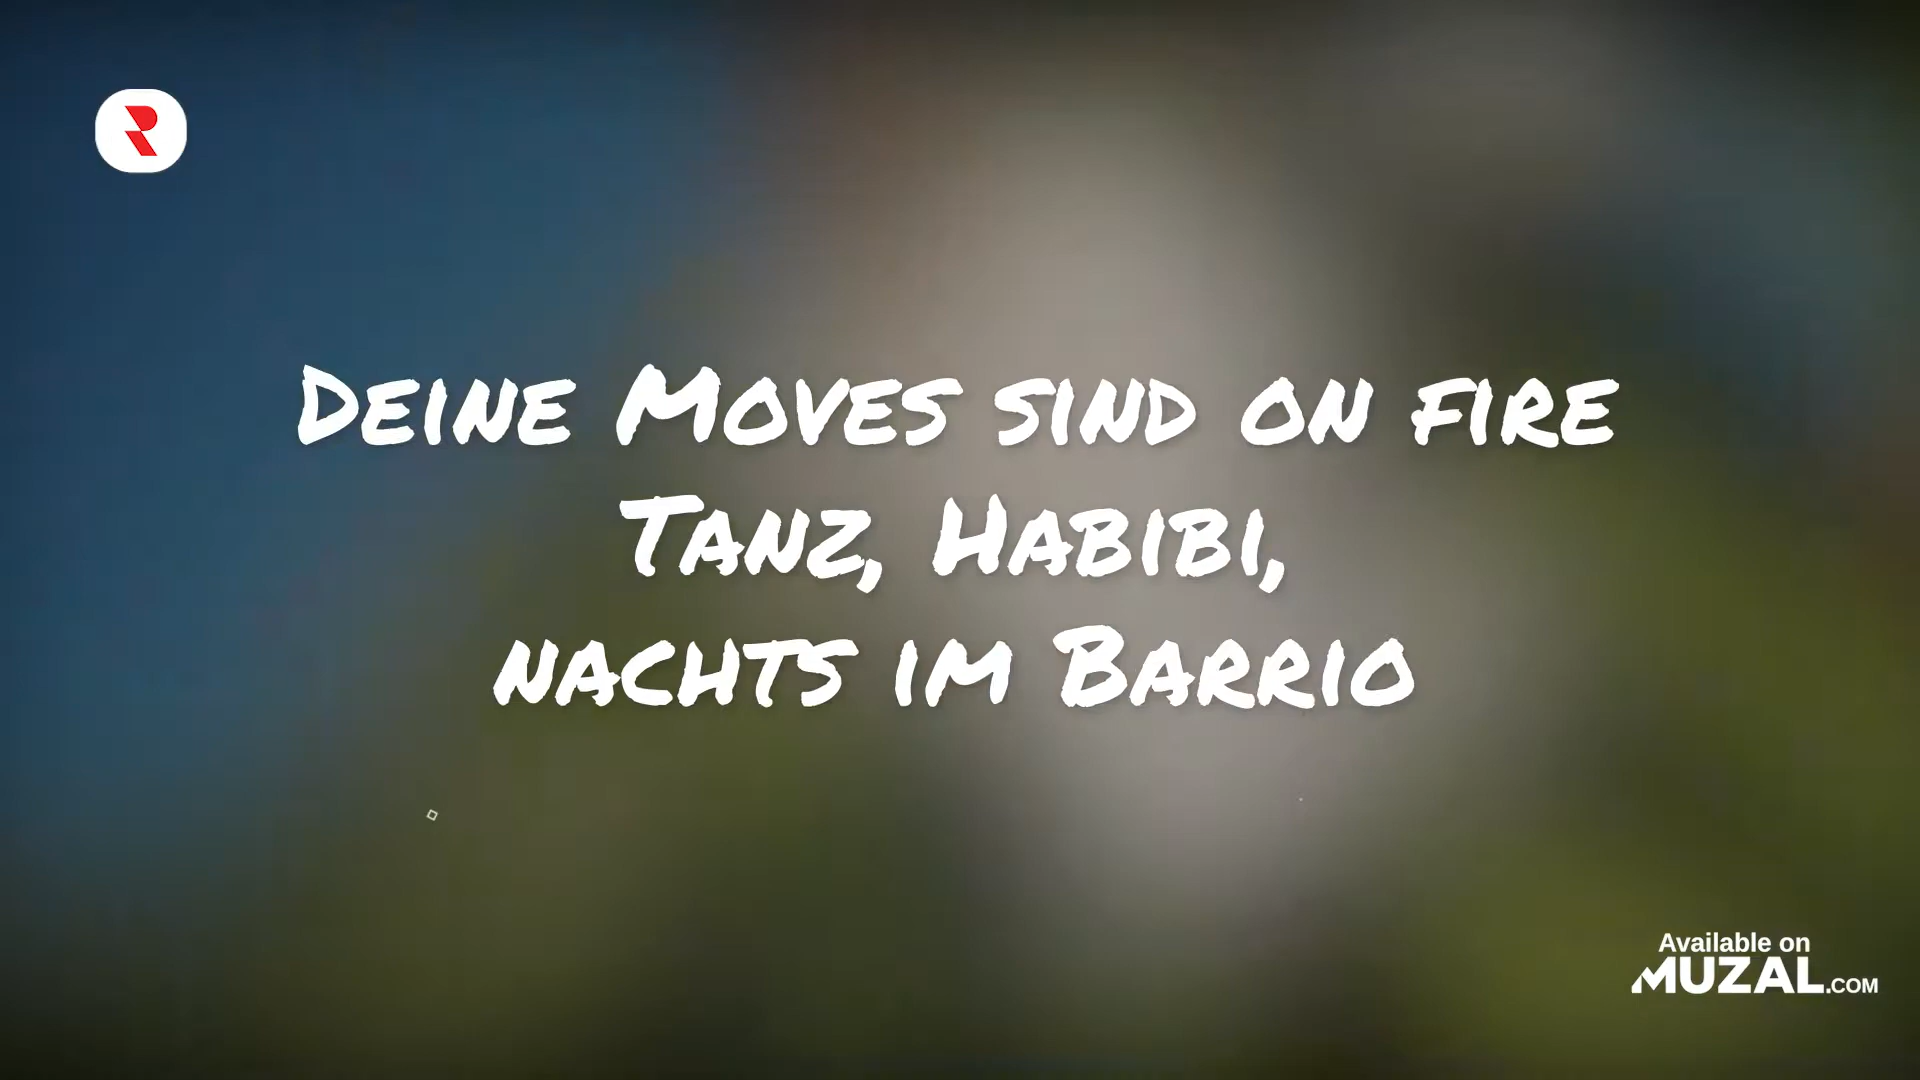 R
Deine Moves sind on fire
Tanz, Habibi,
nachts im Barrio
Available on
MUZAL.COM